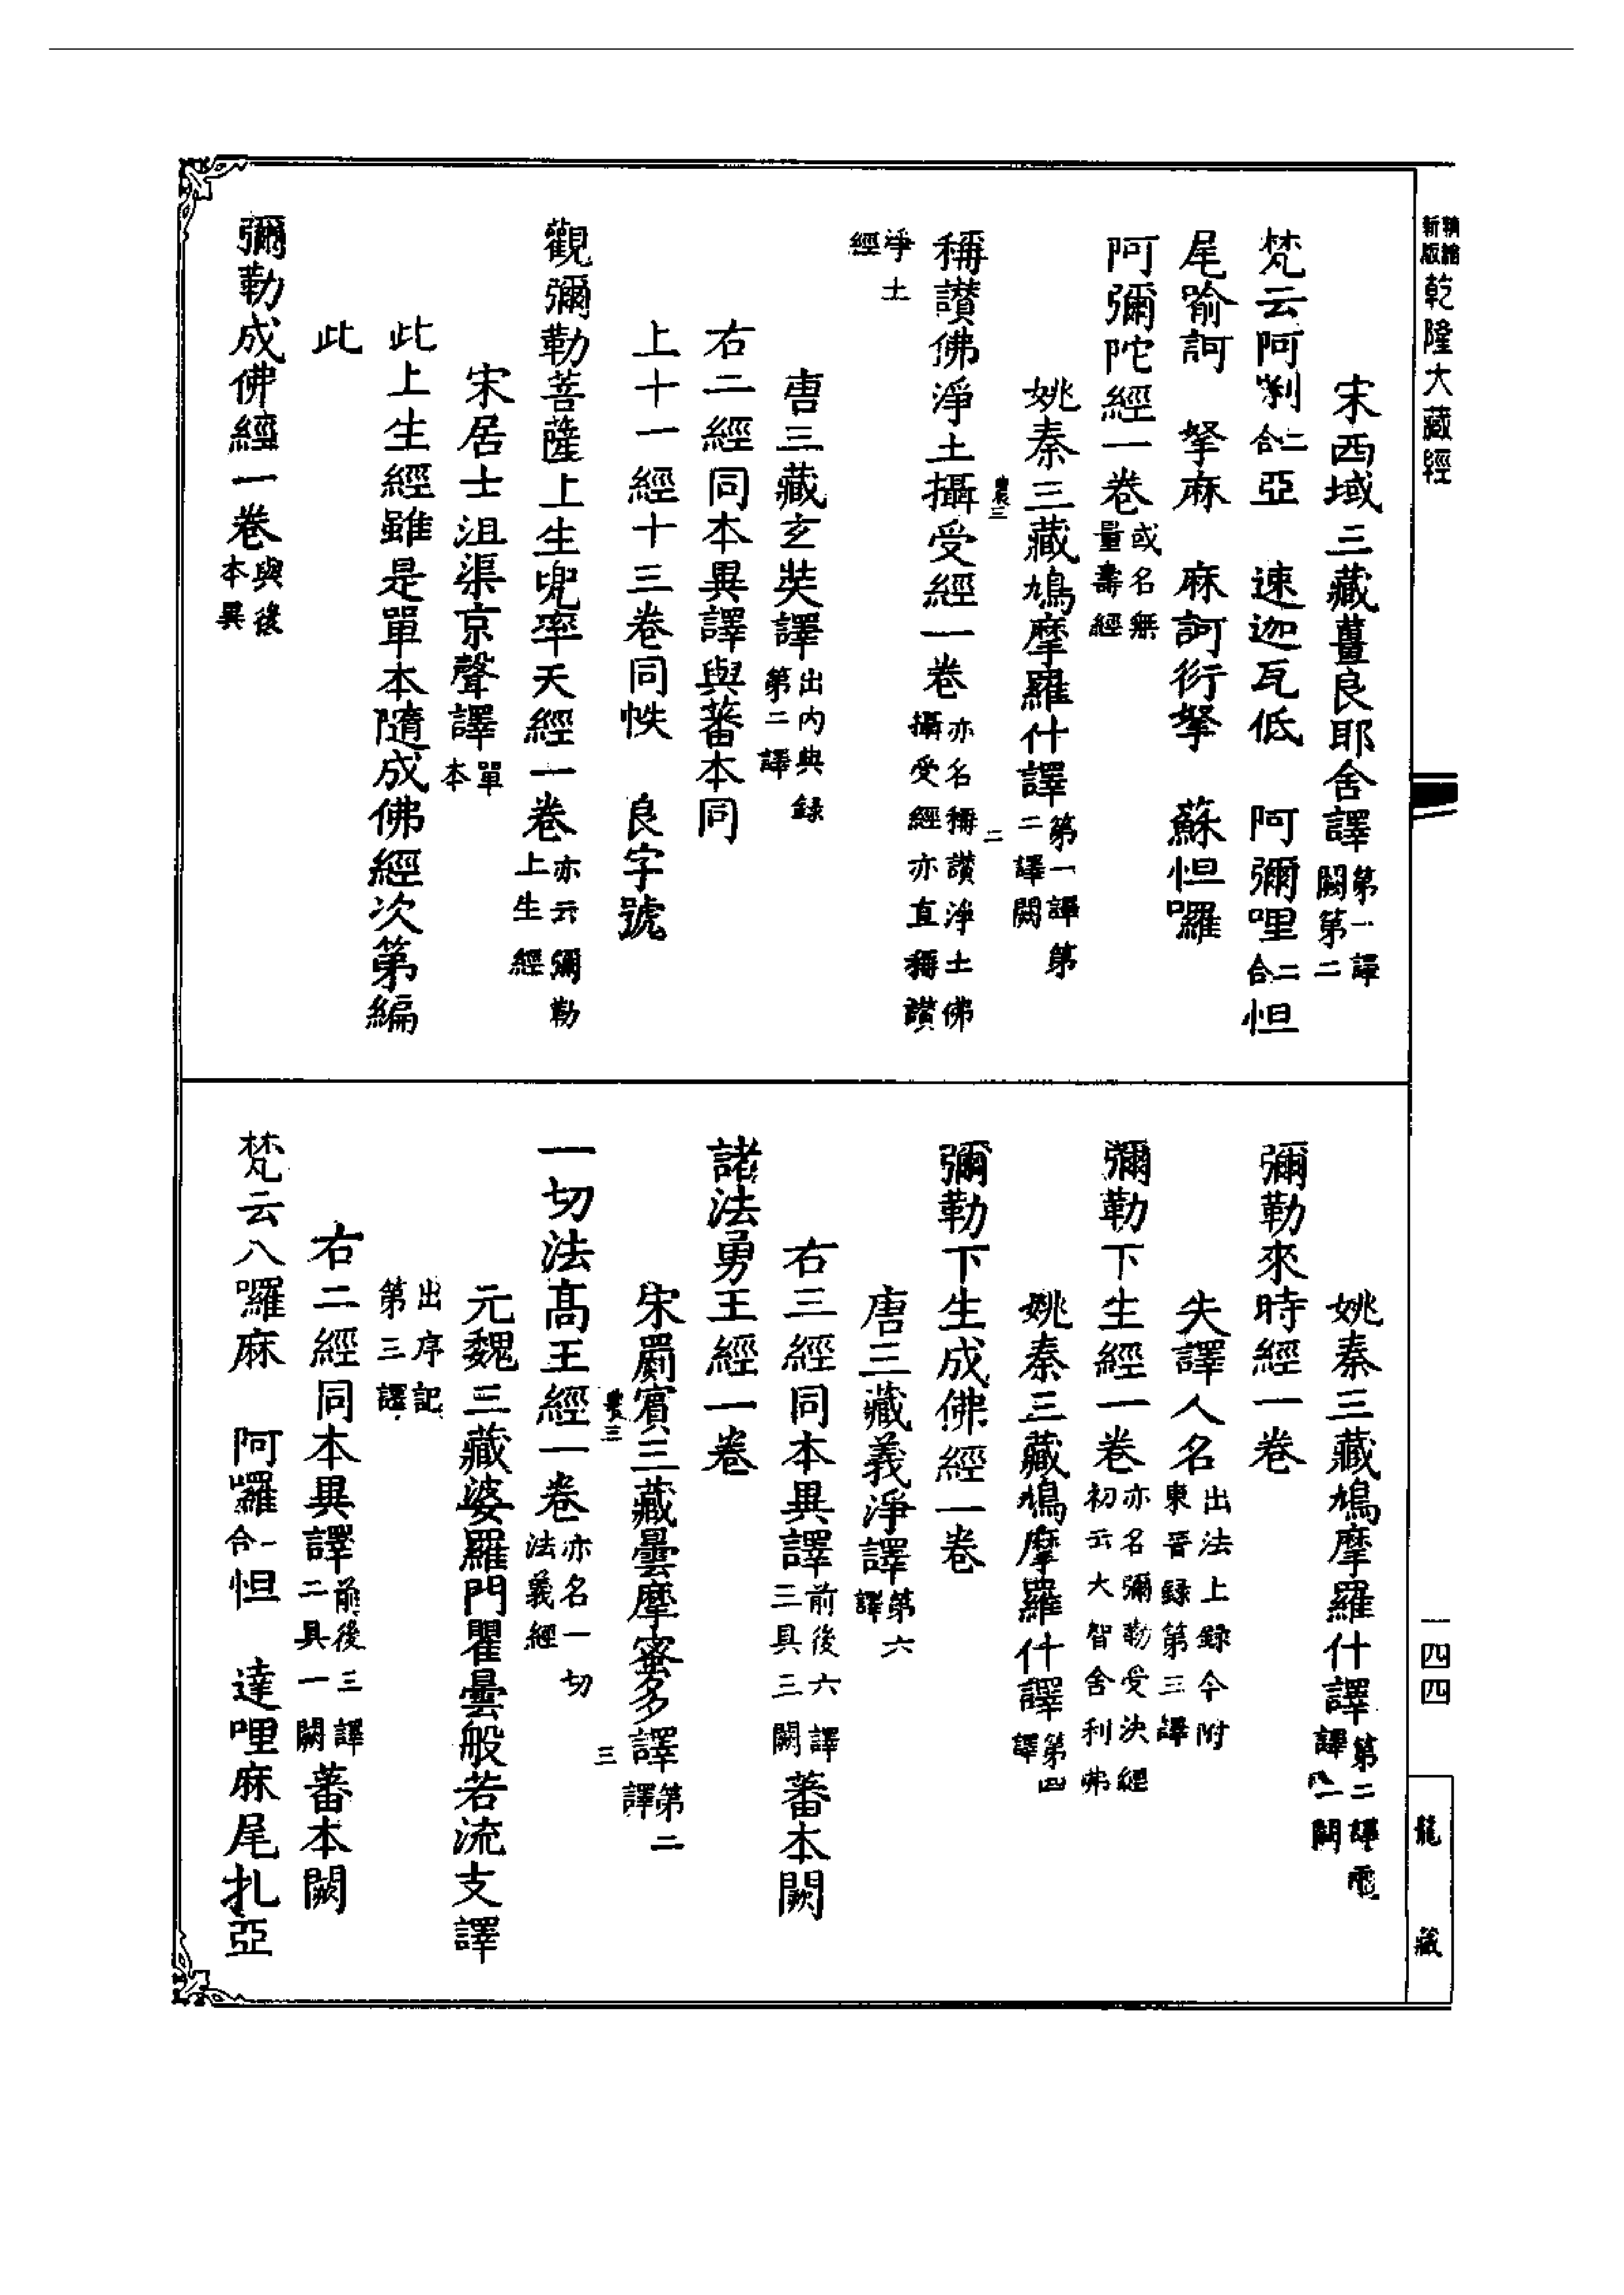 新版 精縮 乾隆大藏經
宋西域三藏畺良耶舍譯第一譯闕第二
梵云阿剎二合亞 速迦瓦低 阿彌哩二合怛
尾喻訶 拏麻 麻訶衍拏 蘇怛囉
阿彌陀經一卷或名無量壽經
姚秦三藏鳩摩羅什譯第一譯第二譯闕
二
稱讚佛淨土攝受經一卷亦名稱讚淨土佛攝受經亦直稱讚
淨土經
唐三藏玄奘譯出內典錄第二譯
右二經同本異譯與蕃本同
上十一經十三卷同帙 良字號
觀彌勒菩薩上生兜率天經一卷亦云彌勒上生經
宋居士沮渠京聲譯單本
此上生經雖是單本隨成佛經次第編
此
彌勒成佛經一卷與後本異
姚秦三藏鳩摩羅什譯第二譯一闕
彌勒來時經一卷
失譯人名出法上錄今附東晉錄第三譯
彌勒下生經一卷亦名彌勒受決經初云大智舍利弗
姚秦三藏鳩摩羅什譯第四譯
彌勒下生成佛經一卷
唐三藏義淨譯第六譯
右三經同本異譯前後六譯三具三闕蕃本闕
諸法勇王經一卷
宋罽賓三藏曇摩蜜多譯第二譯
三
一切法高王經一卷亦名一切法義經
元魏三藏婆羅門瞿曇般若流支譯
出序記第三譯
右二經同本異譯前後三譯二具一闕蕃本闕
梵云八囉麻 阿囉一合怛 達哩麻尾扎亞
一四四
龍藏